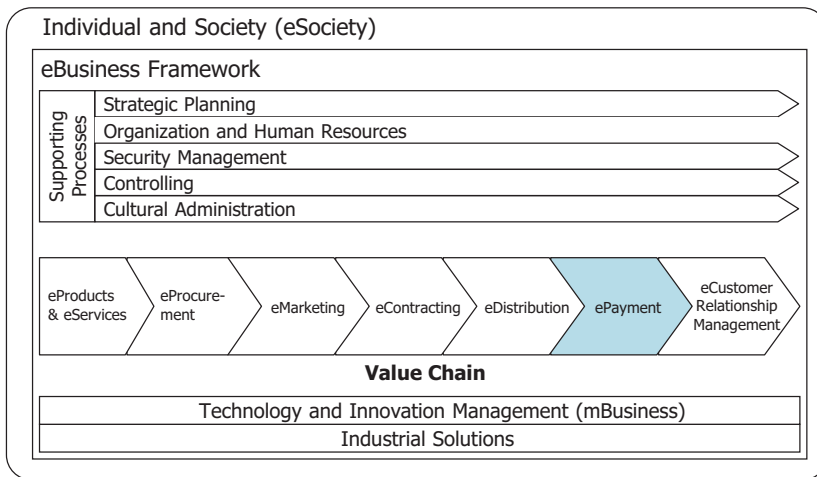 Individual and Society (eSociety)
eBusiness Framework
Supporting
Processes
Strategic Planning
Organization and Human Resources
Security Management
Controlling
Cultural Administration
eProducts
& eServices
eProcure-
ment
eMarketing
eContracting
eDistribution
ePayment
eCustomer
Relationship
Management
Value Chain
Technology and Innovation Management (mBusiness)
Industrial Solutions